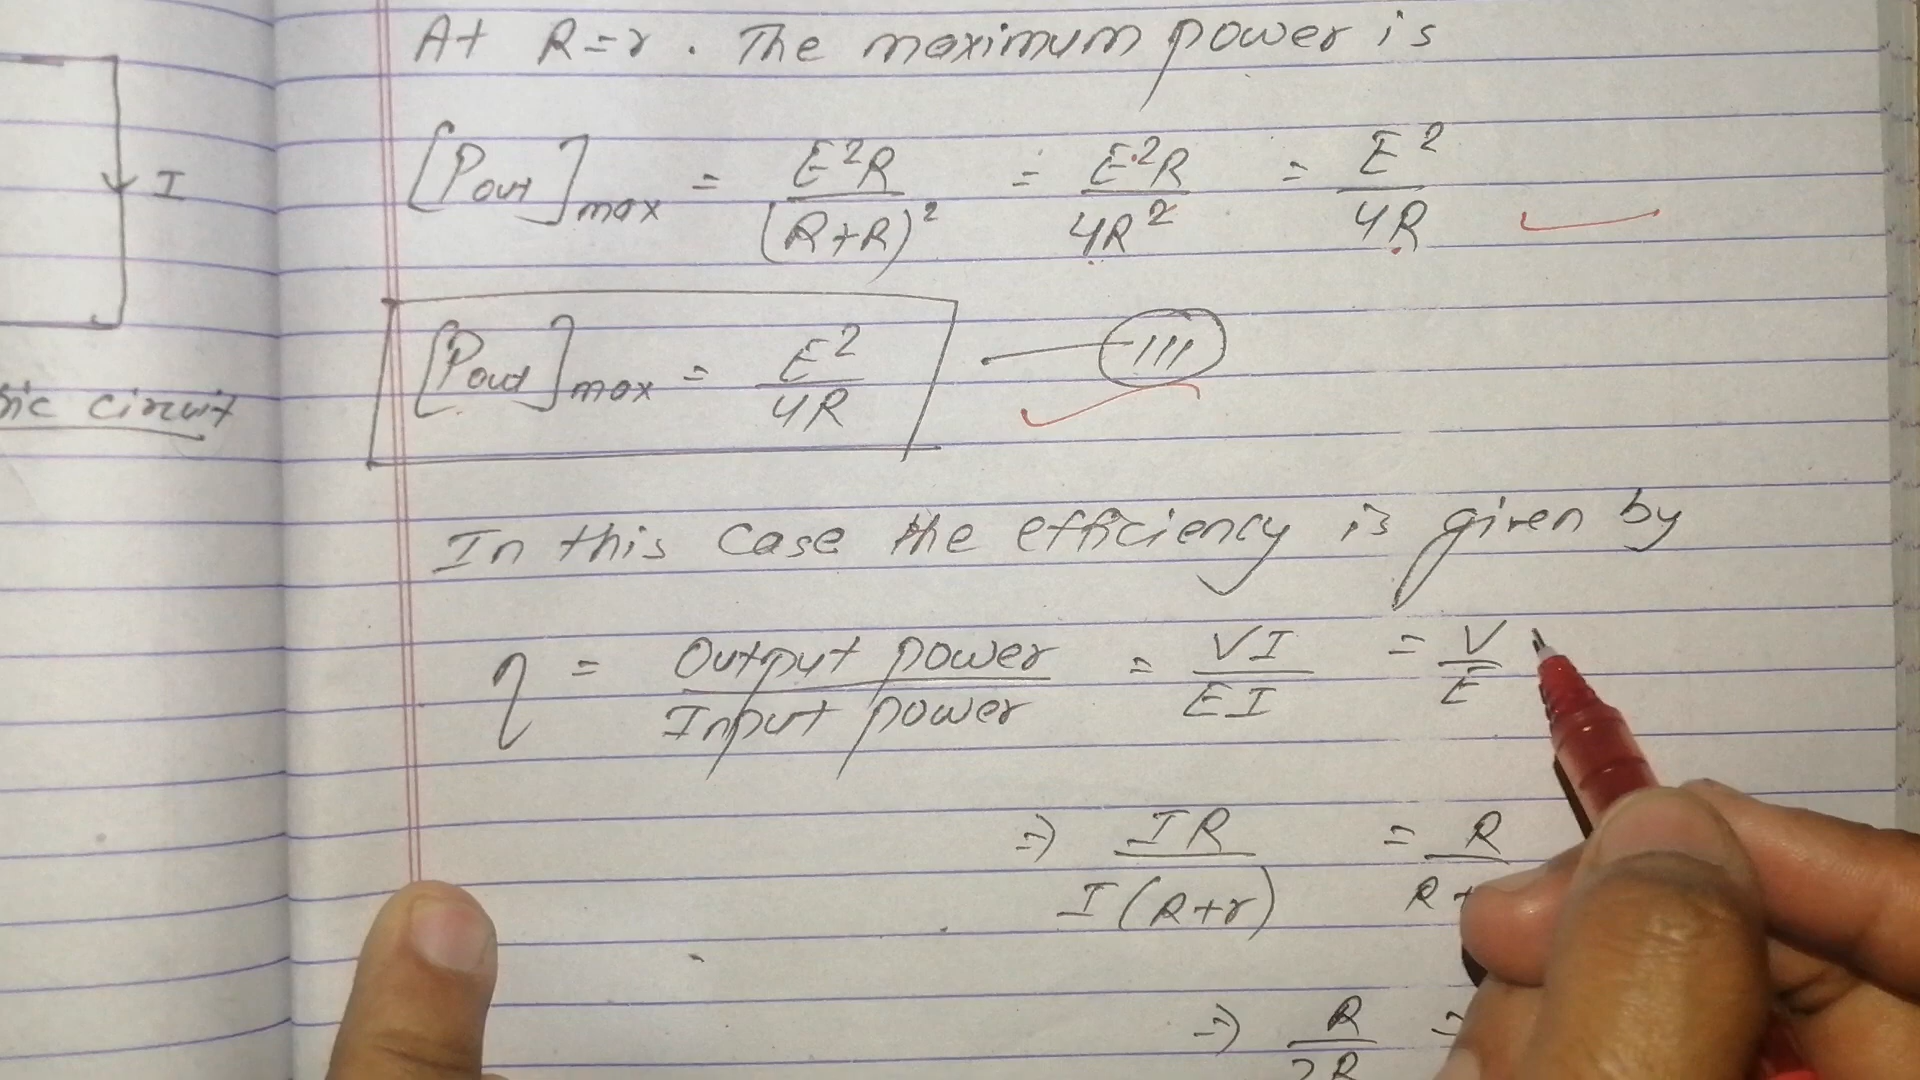 At R=r. The maximum power is
[Pout]max = E²R/(R+R)² = E²R/4R² = E²/4R
I
[Pout]max = E²/4R — (III)
circuit
In this case the efficiency is given by
η = Output power/Input power = VI/EI = V/E
⇒ IR/I(R+r) = R/R+
⇒ R/2R =